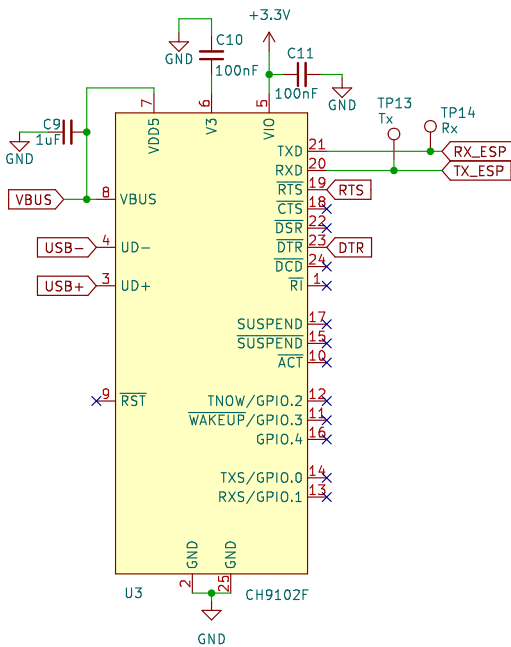 +3.3V
C10
GND
100nF
C11
100nF
GND
TP13
Tx
TP14
Rx
C9
1uF
GND
7
6
5
VDD5
V3
VIO
TXD
21
RX_ESP
RXD
20
TX_ESP
VBUS
8
VBUS
RTS
19
RTS
CTS
18
DSR
22
USB-
4
UD-
DTR
23
DTR
DCD
24
USB+
3
UD+
RI
1
SUSPEND
17
SUSPEND
15
ACT
10
9
RST
TNOW/GPIO.2
12
WAKEUP/GPIO.3
11
GPIO.4
16
TXS/GPIO.0
14
RXS/GPIO.1
13
GND
GND
2
25
U3
CH9102F
GND